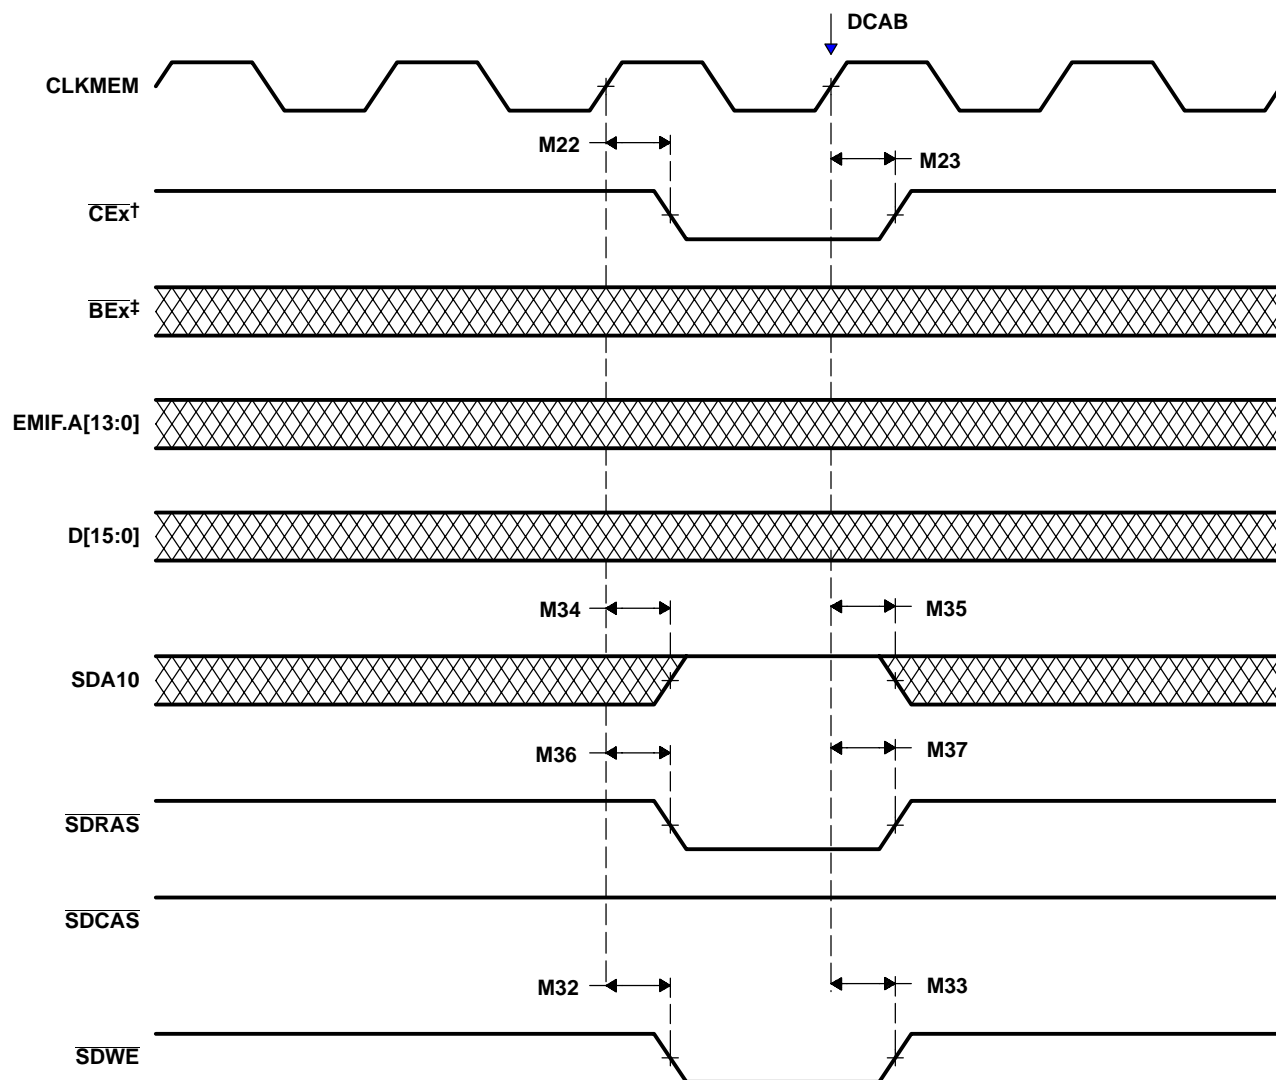 DCAB
CLKMEM
M22
M23
CEx†
BEx‡
EMIF.A[13:0]
D[15:0]
M34
M35
SDA10
M36
M37
SDRAS
SDCAS
M32
M33
SDWE